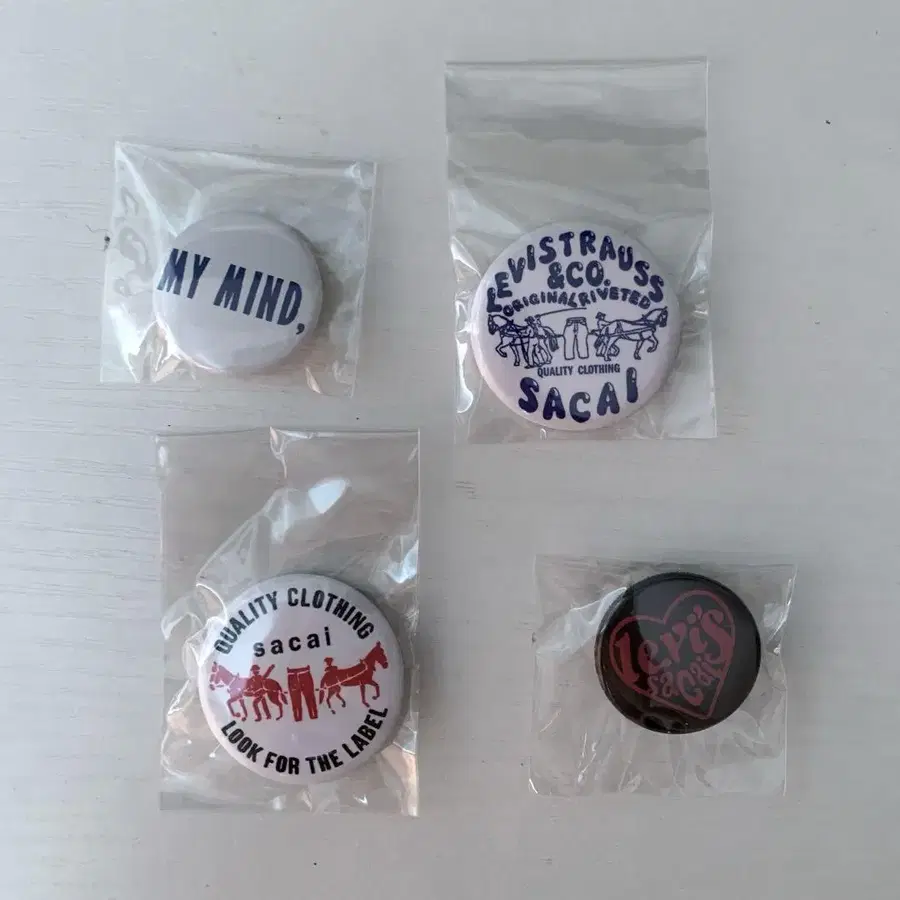 MY MIND,
LEVI STRAUSS
&CO.
ORIGINAL RIVETED
QUALITY CLOTHING
SACAI
QUALITY CLOTHING
sacai
LOOK FOR THE LABEL
levi's
sacai